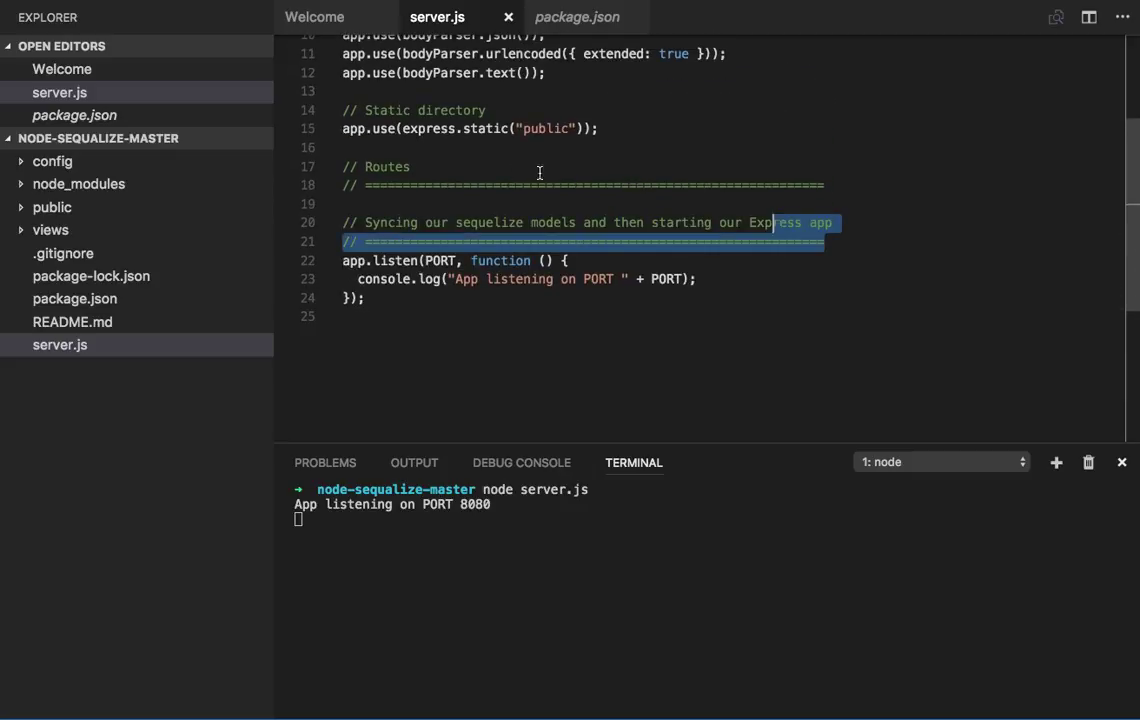 EXPLORER
Welcome
server.js
package.json
OPEN EDITORS
Welcome
server.js
package.json
NODE-SEQUALIZE-MASTER
config
node_modules
public
views
.gitignore
package-lock.json
package.json
README.md
server.js
10 app.use(bodyParser.json());
11 app.use(bodyParser.urlencoded({ extended: true }));
12 app.use(bodyParser.text());
13
14 // Static directory
15 app.use(express.static("public"));
16
17 // Routes
18 // =============================================================
19
20 // Syncing our sequelize models and then starting our Express app
21 // =============================================================
22 app.listen(PORT, function () {
23 console.log("App listening on PORT " + PORT);
24 });
25
PROBLEMS OUTPUT DEBUG CONSOLE TERMINAL 1: node
➜ node-sequalize-master node server.js
App listening on PORT 8080